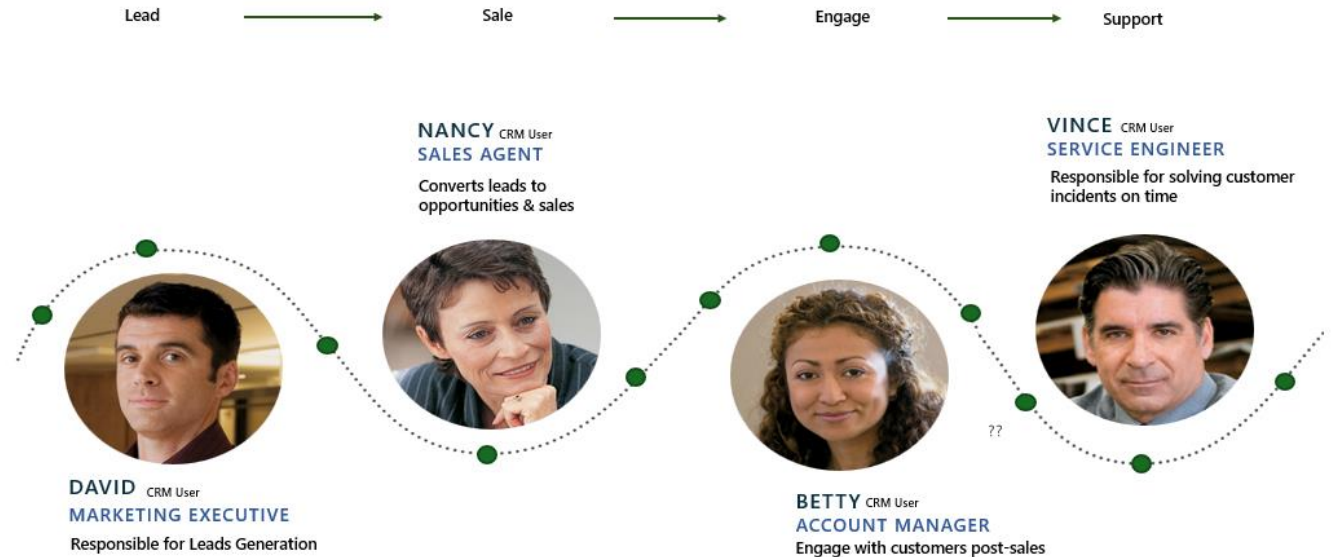 Lead Sale Engage Support
NANCY CRM User
SALES AGENT
Converts leads to
opportunities & sales
VINCE CRM User
SERVICE ENGINEER
Responsible for solving customer
incidents on time
??
DAVID CRM User
MARKETING EXECUTIVE
Responsible for Leads Generation
BETTY CRM User
ACCOUNT MANAGER
Engage with customers post-sales